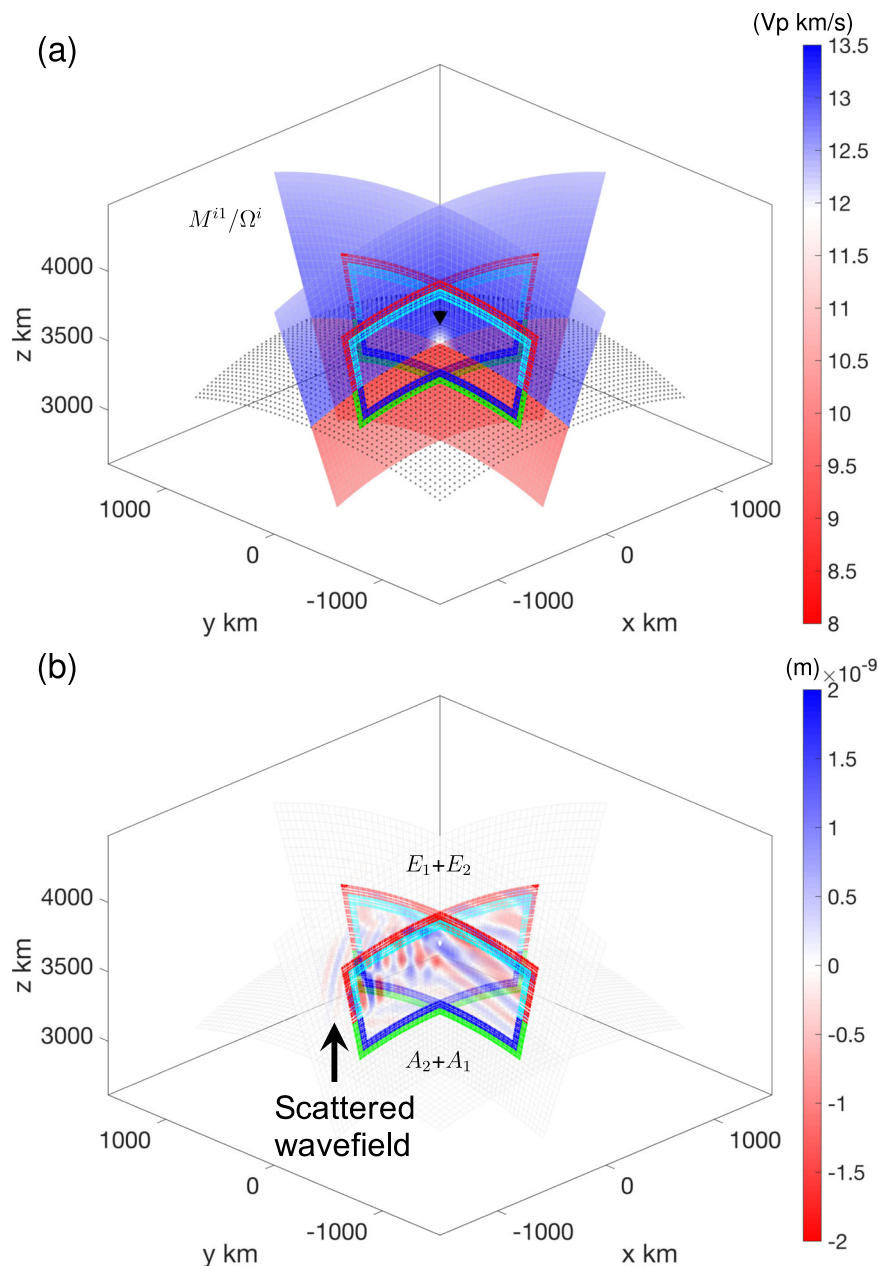 (Vp km/s)
(a)
13.5
13
12.5
12
11.5
11
10.5
10
9.5
9
8.5
8
M^{i1}/Ω^i
4000
3500
3000
z km
1000
0
-1000
y km
-1000
0
1000
x km
(b)
(m)
×10^{-9}
2
1.5
1
0.5
0
-0.5
-1
-1.5
-2
E_1+E_2
4000
3500
3000
z km
A_2+A_1
Scattered
wavefield
1000
0
-1000
y km
-1000
0
1000
x km